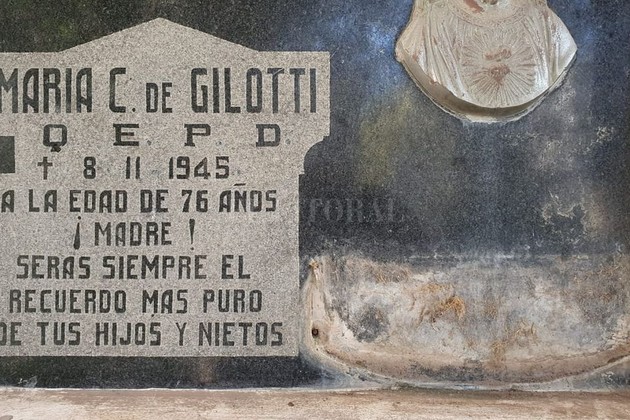 MARIA C. DE GILOTTI
Q. E. P. D.
✝ 8 11 1945
A LA EDAD DE 76 AÑOS
¡ MADRE !
SERAS SIEMPRE EL
RECUERDO MAS PURO
DE TUS HIJOS Y NIETOS